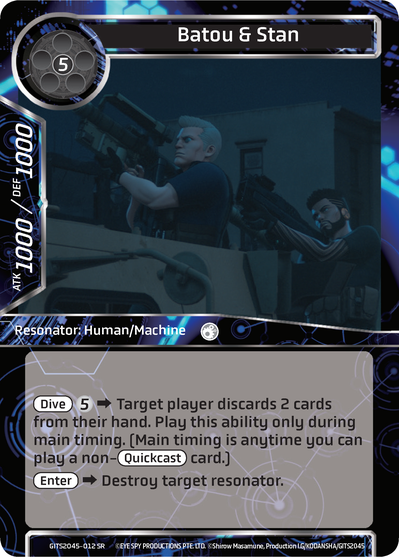 Batou & Stan
5
ATK 1000 / DEF 1000
Resonator: Human/Machine
Dive 5 ➡ Target player discards 2 cards
from their hand. Play this ability only during
main timing. (Main timing is anytime you can
play a non-Quickcast card.)
Enter ➡ Destroy target resonator.
GITS2045-012 SR ©EYE SPY PRODUCTIONS PTE. LTD. ©Shirow Masamune, Production I.G/KODANSHA/GITS2045